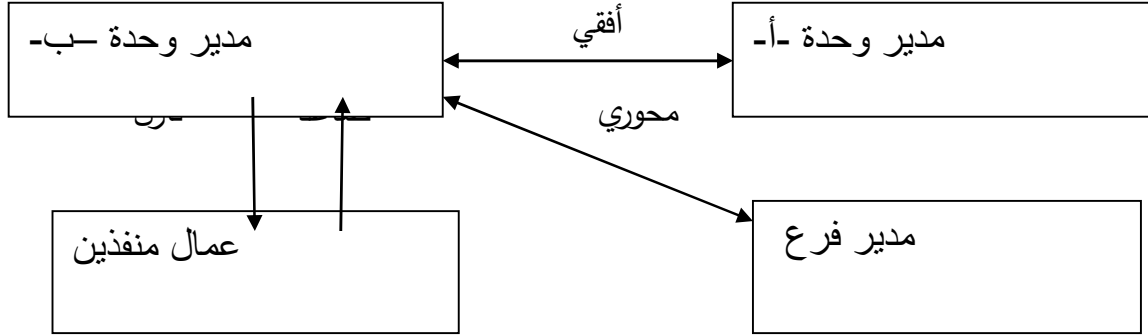 مدير وحدة -أ-
أفقي
مدير وحدة –ب-
محوري
مدير فرع
عمال منفذين